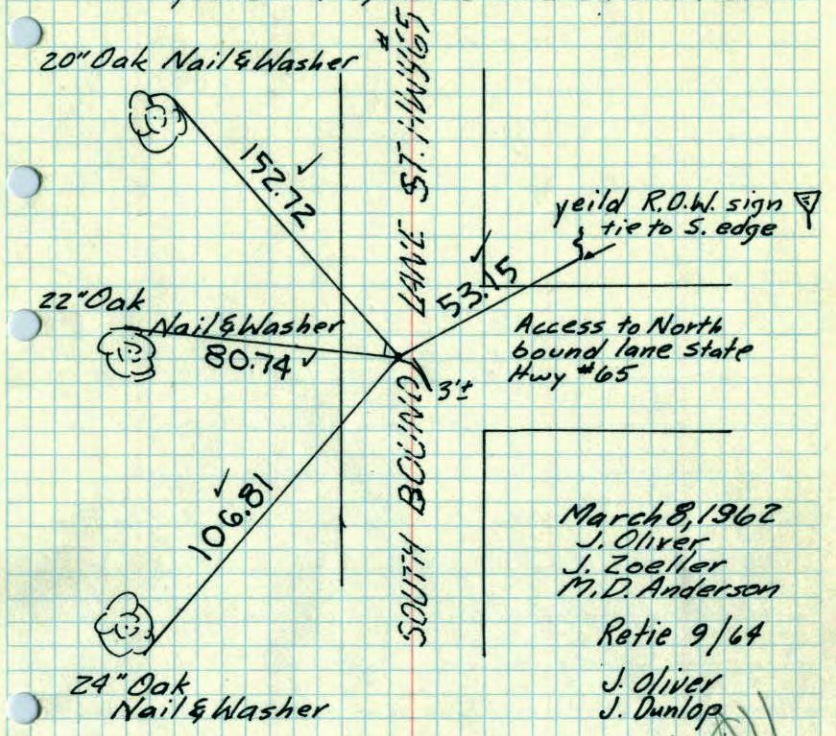 20" Oak Nail & Washer
SOUTH BOUND LANE ST. HWY 65
#
152.72 ✓
yeild R.O.W. sign
tie to S. edge
53.15 ✓
22" Oak
Nail & Washer
80.74 ✓
Access to North
bound lane state
Hwy #65
3'±
106.81 ✓
March 8, 1962
J. Oliver
J. Zoeller
M.D. Anderson
Retie 9/64
J. Oliver
J. Dunlop
24" Oak
Nail & Washer